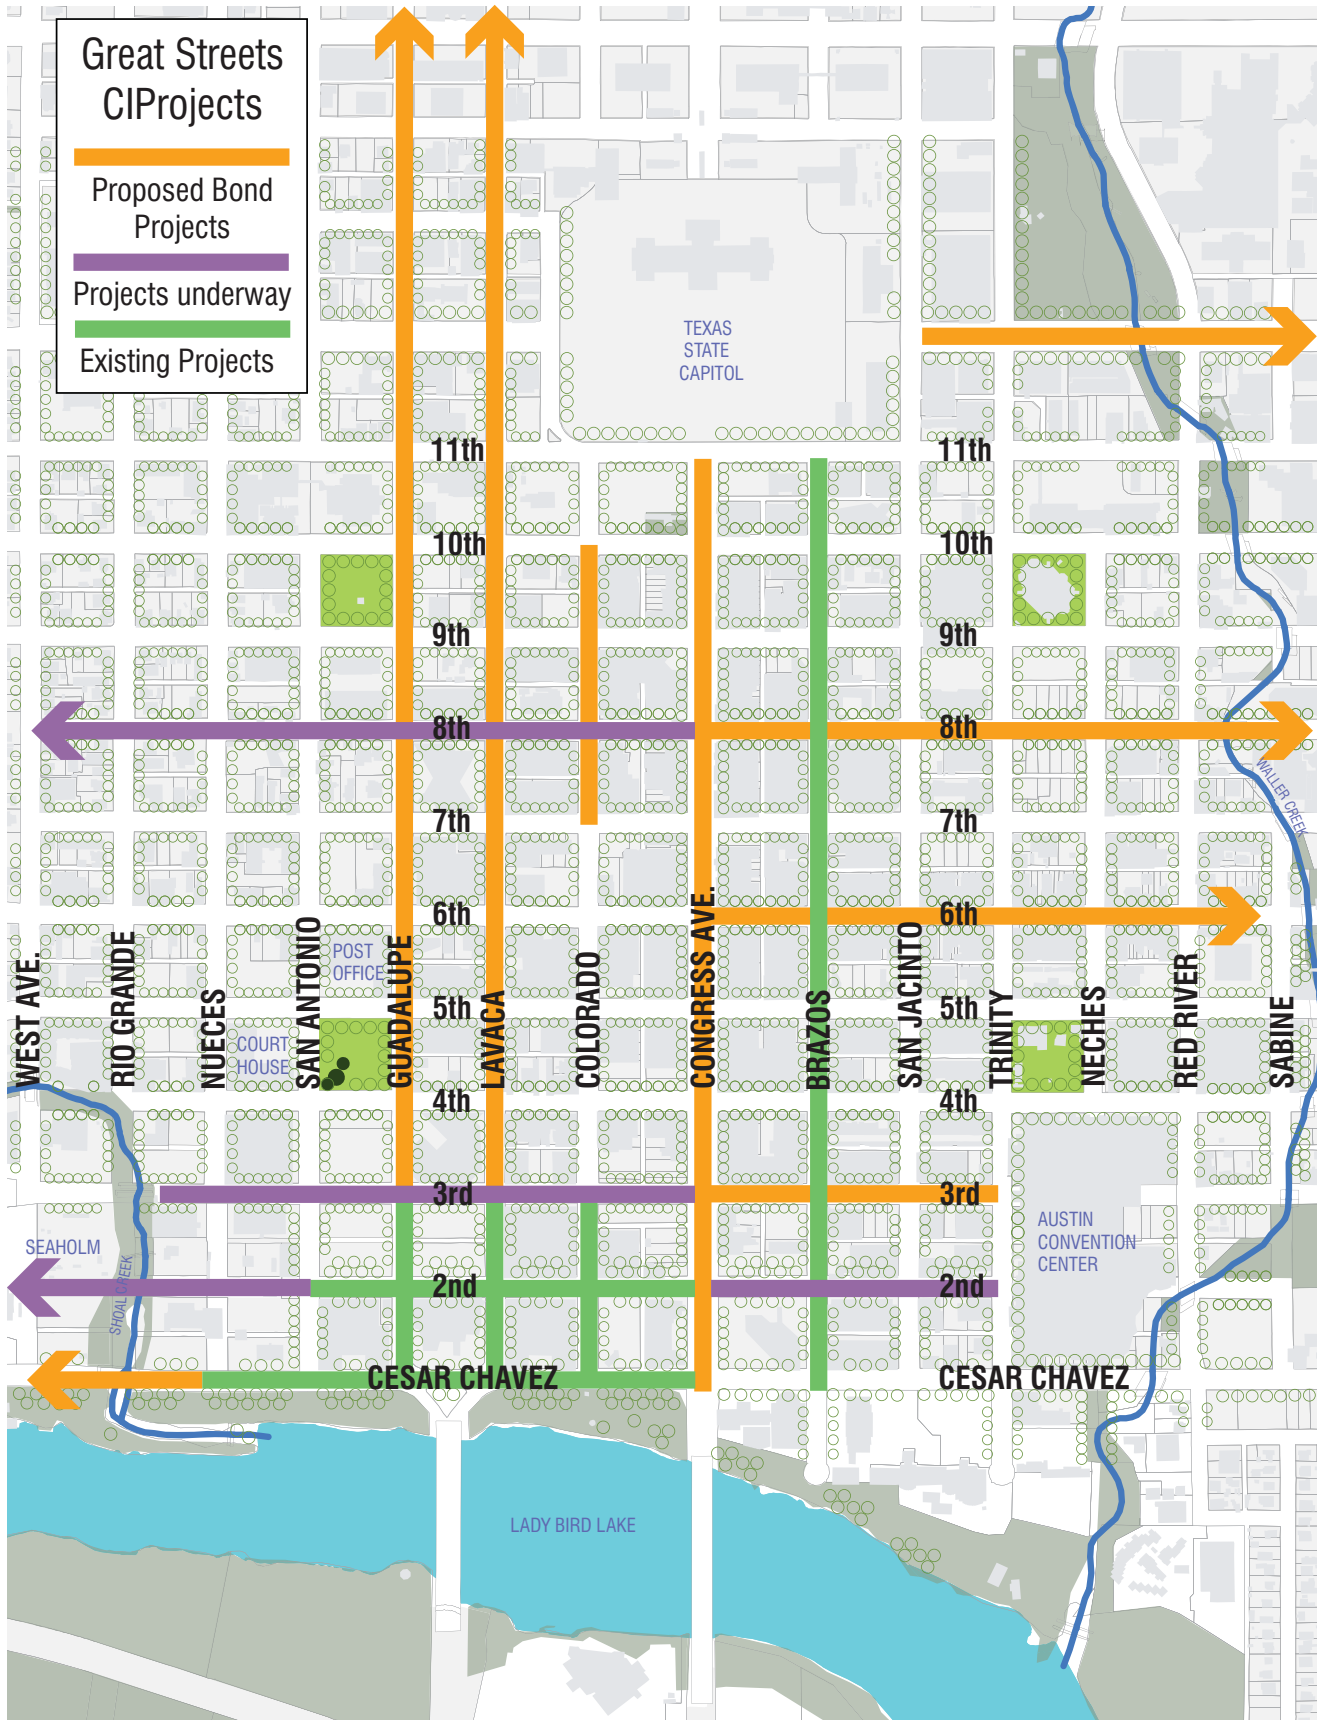 Great Streets
CIProjects
Proposed Bond
Projects
Projects underway
Existing Projects
TEXAS
STATE
CAPITOL
11th
11th
10th
10th
9th
9th
8th
8th
WALLER CREEK
7th
7th
6th
6th
POST
OFFICE
WEST AVE.
RIO GRANDE
NUECES
SAN ANTONIO
GUADALUPE
LAVACA
COLORADO
CONGRESS AVE.
BRAZOS
SAN JACINTO
TRINITY
NECHES
RED RIVER
SABINE
5th
5th
COURT
HOUSE
4th
4th
3rd
3rd
SEAHOLM
SHOAL CREEK
AUSTIN
CONVENTION
CENTER
2nd
2nd
CESAR CHAVEZ
CESAR CHAVEZ
LADY BIRD LAKE